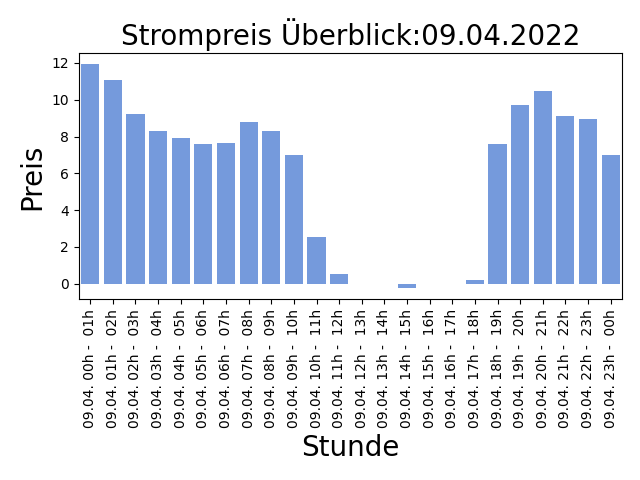 Strompreis Überblick:09.04.2022
Preis
12
10
8
6
4
2
0
09.04. 00h - 01h
09.04. 01h - 02h
09.04. 02h - 03h
09.04. 03h - 04h
09.04. 04h - 05h
09.04. 05h - 06h
09.04. 06h - 07h
09.04. 07h - 08h
09.04. 08h - 09h
09.04. 09h - 10h
09.04. 10h - 11h
09.04. 11h - 12h
09.04. 12h - 13h
09.04. 13h - 14h
09.04. 14h - 15h
09.04. 15h - 16h
09.04. 16h - 17h
09.04. 17h - 18h
09.04. 18h - 19h
09.04. 19h - 20h
09.04. 20h - 21h
09.04. 21h - 22h
09.04. 22h - 23h
09.04. 23h - 00h
Stunde